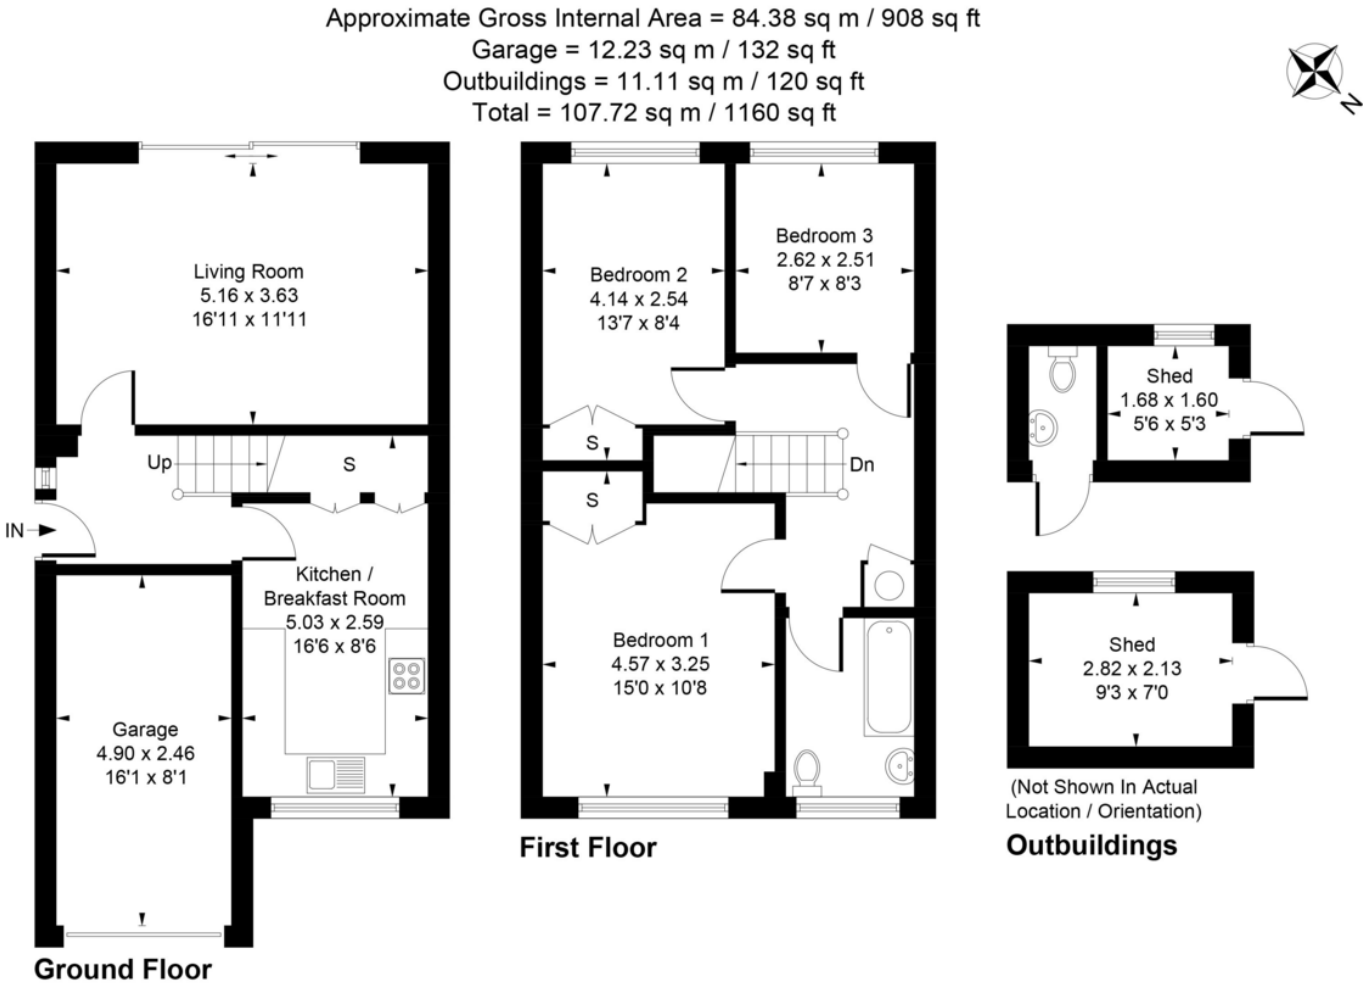 Approximate Gross Internal Area = 84.38 sq m / 908 sq ft
Garage = 12.23 sq m / 132 sq ft
Outbuildings = 11.11 sq m / 120 sq ft
Total = 107.72 sq m / 1160 sq ft
N
Living Room
5.16 x 3.63
16'11 x 11'11
Up
S
IN
Kitchen /
Breakfast Room
5.03 x 2.59
16'6 x 8'6
Garage
4.90 x 2.46
16'1 x 8'1
Ground Floor
Bedroom 2
4.14 x 2.54
13'7 x 8'4
Bedroom 3
2.62 x 2.51
8'7 x 8'3
S
S
Dn
Bedroom 1
4.57 x 3.25
15'0 x 10'8
First Floor
Shed
1.68 x 1.60
5'6 x 5'3
Shed
2.82 x 2.13
9'3 x 7'0
(Not Shown In Actual
Location / Orientation)
Outbuildings